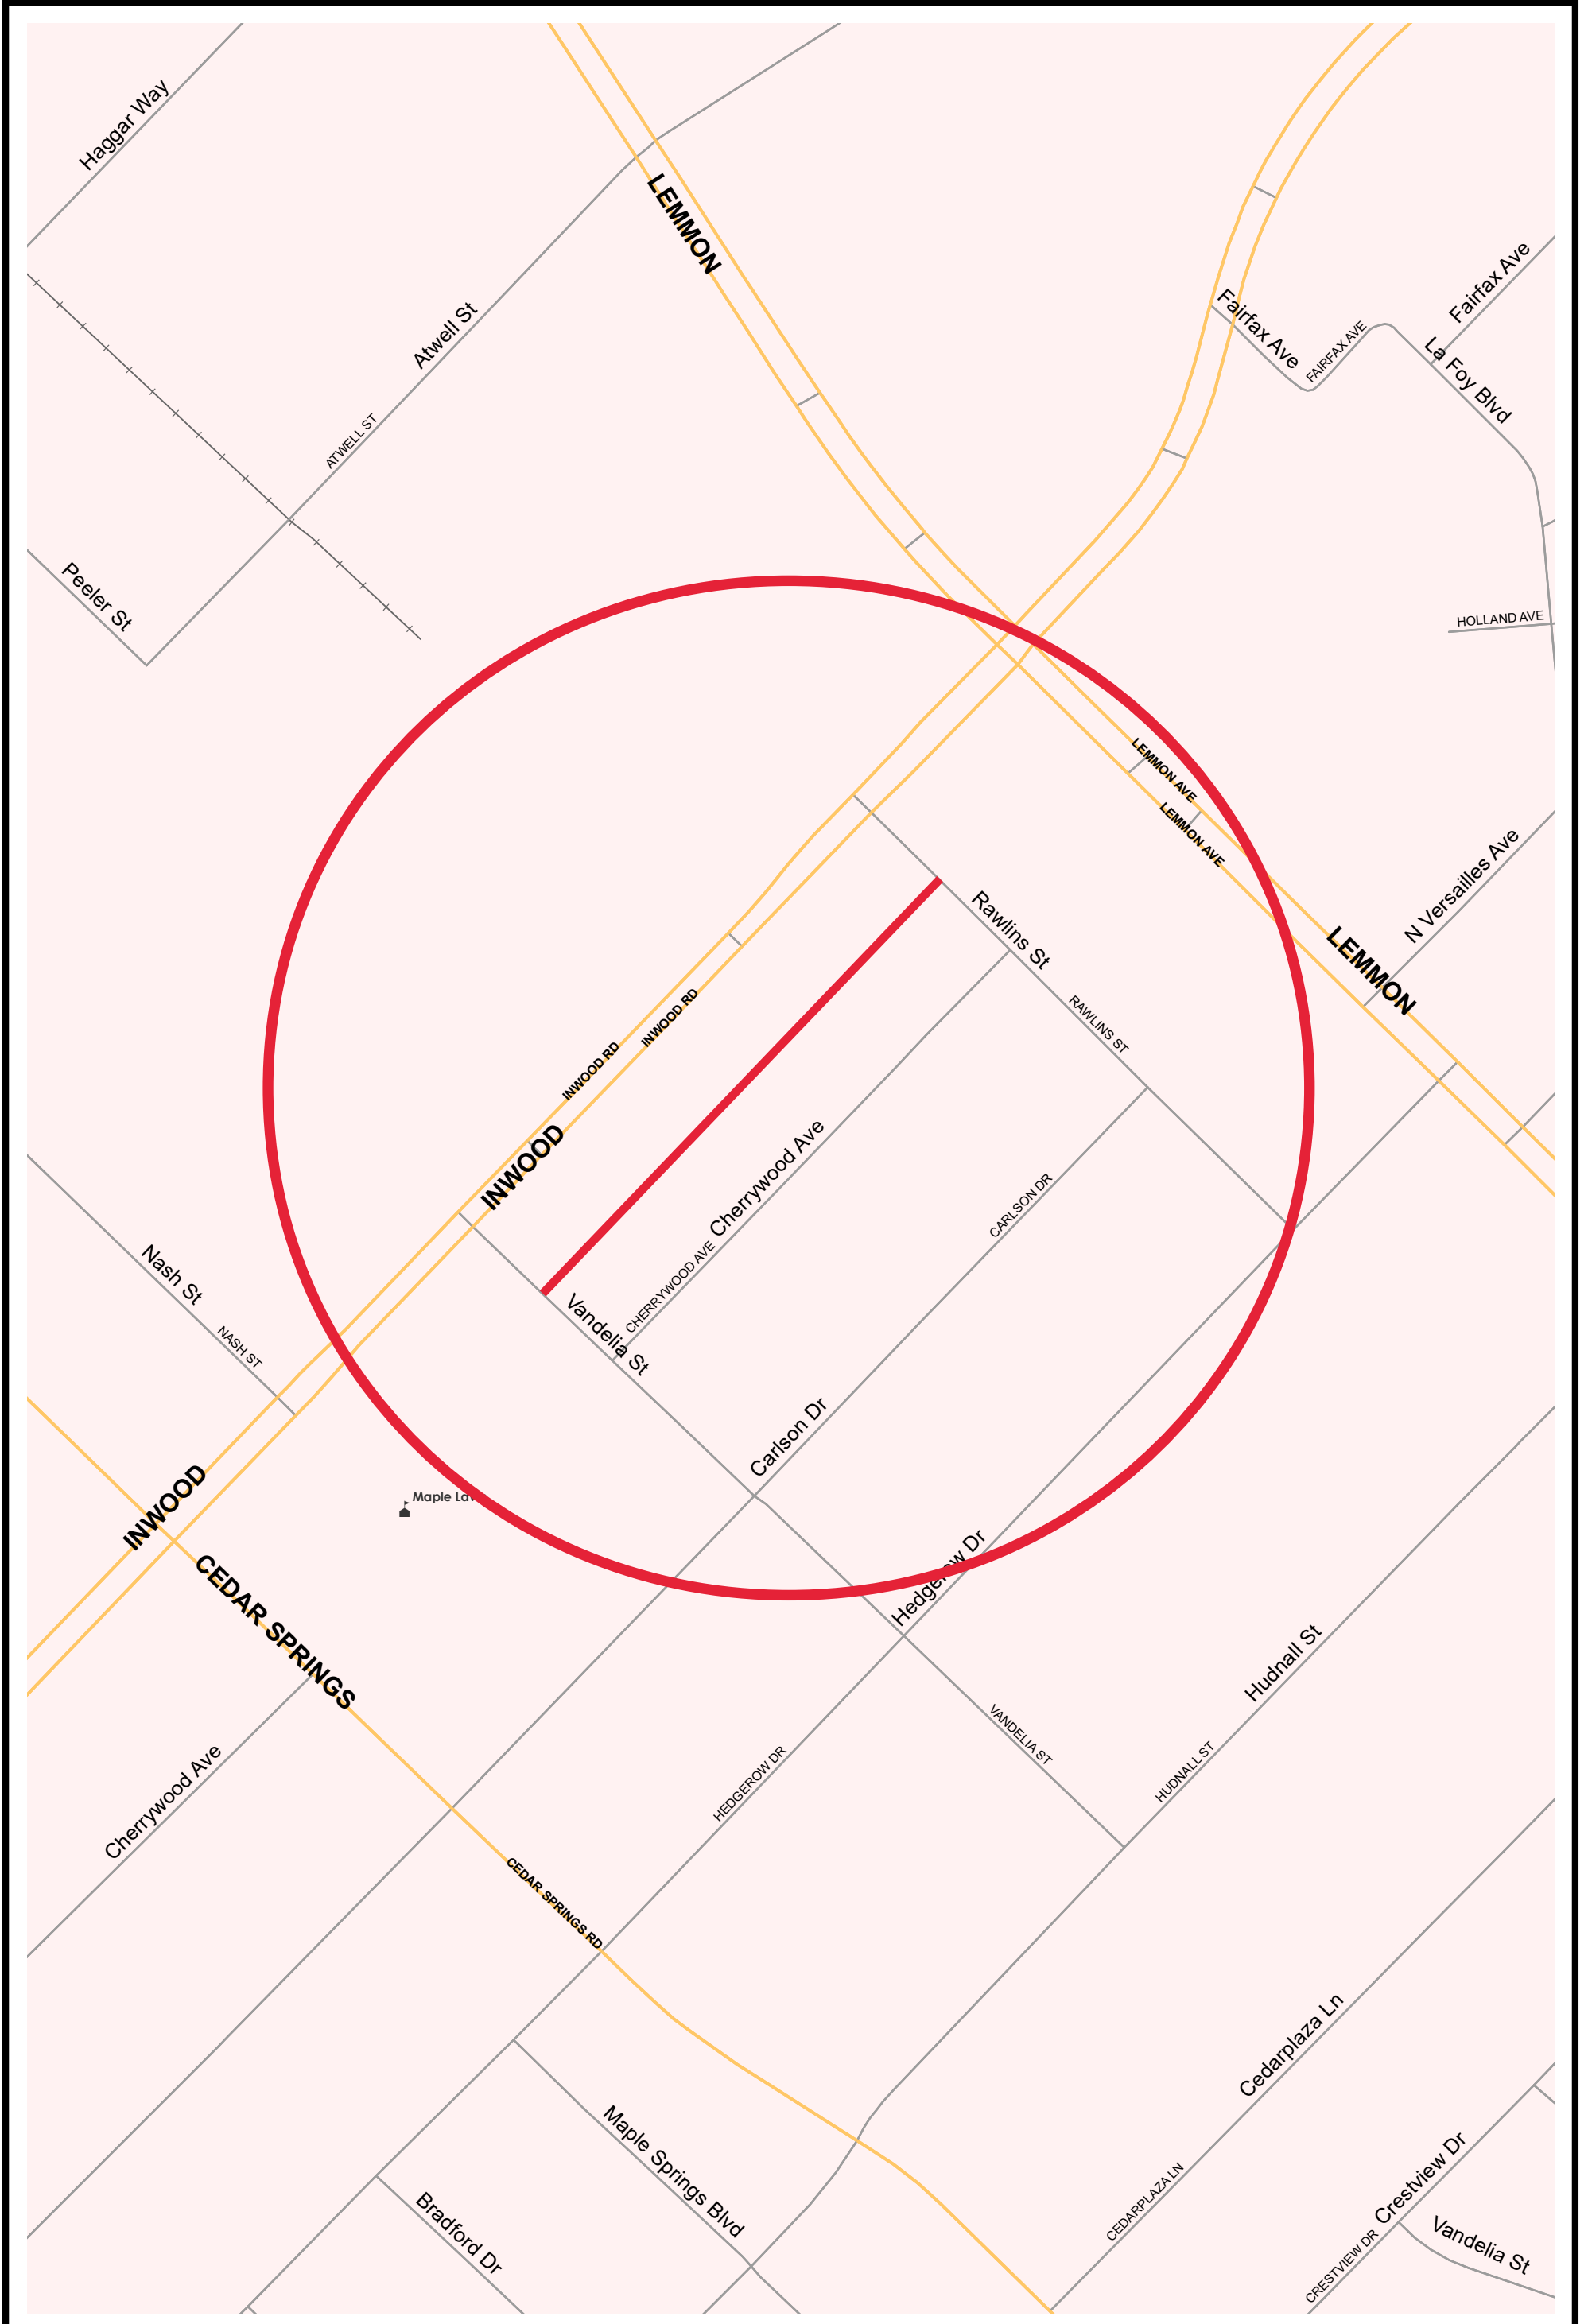 Haggar Way
LEMMON
Fairfax Ave
Fairfax Ave
FAIRFAX AVE
La Foy Blvd
Atwell St
ATWELL ST
Peeler St
HOLLAND AVE
LEMMON AVE
LEMMON AVE
N Versailles Ave
LEMMON
Rawlins St
RAWLINS ST
INWOOD RD
INWOOD RD
INWOOD
Cherrywood Ave
CHERRYWOOD AVE
CARLSON DR
Nash St
NASH ST
Vandelia St
Carlson Dr
INWOOD
Maple
CEDAR SPRINGS
Hedgerow Dr
Hudnall St
VANDELIA ST
HUDNALL ST
HEDGEROW DR
Cherrywood Ave
CEDAR SPRINGS RD
Cedarplaza Ln
Maple Springs Blvd
CEDARPLAZA LN
Crestview Dr
Bradford Dr
CRESTVIEW DR
Vandelia St